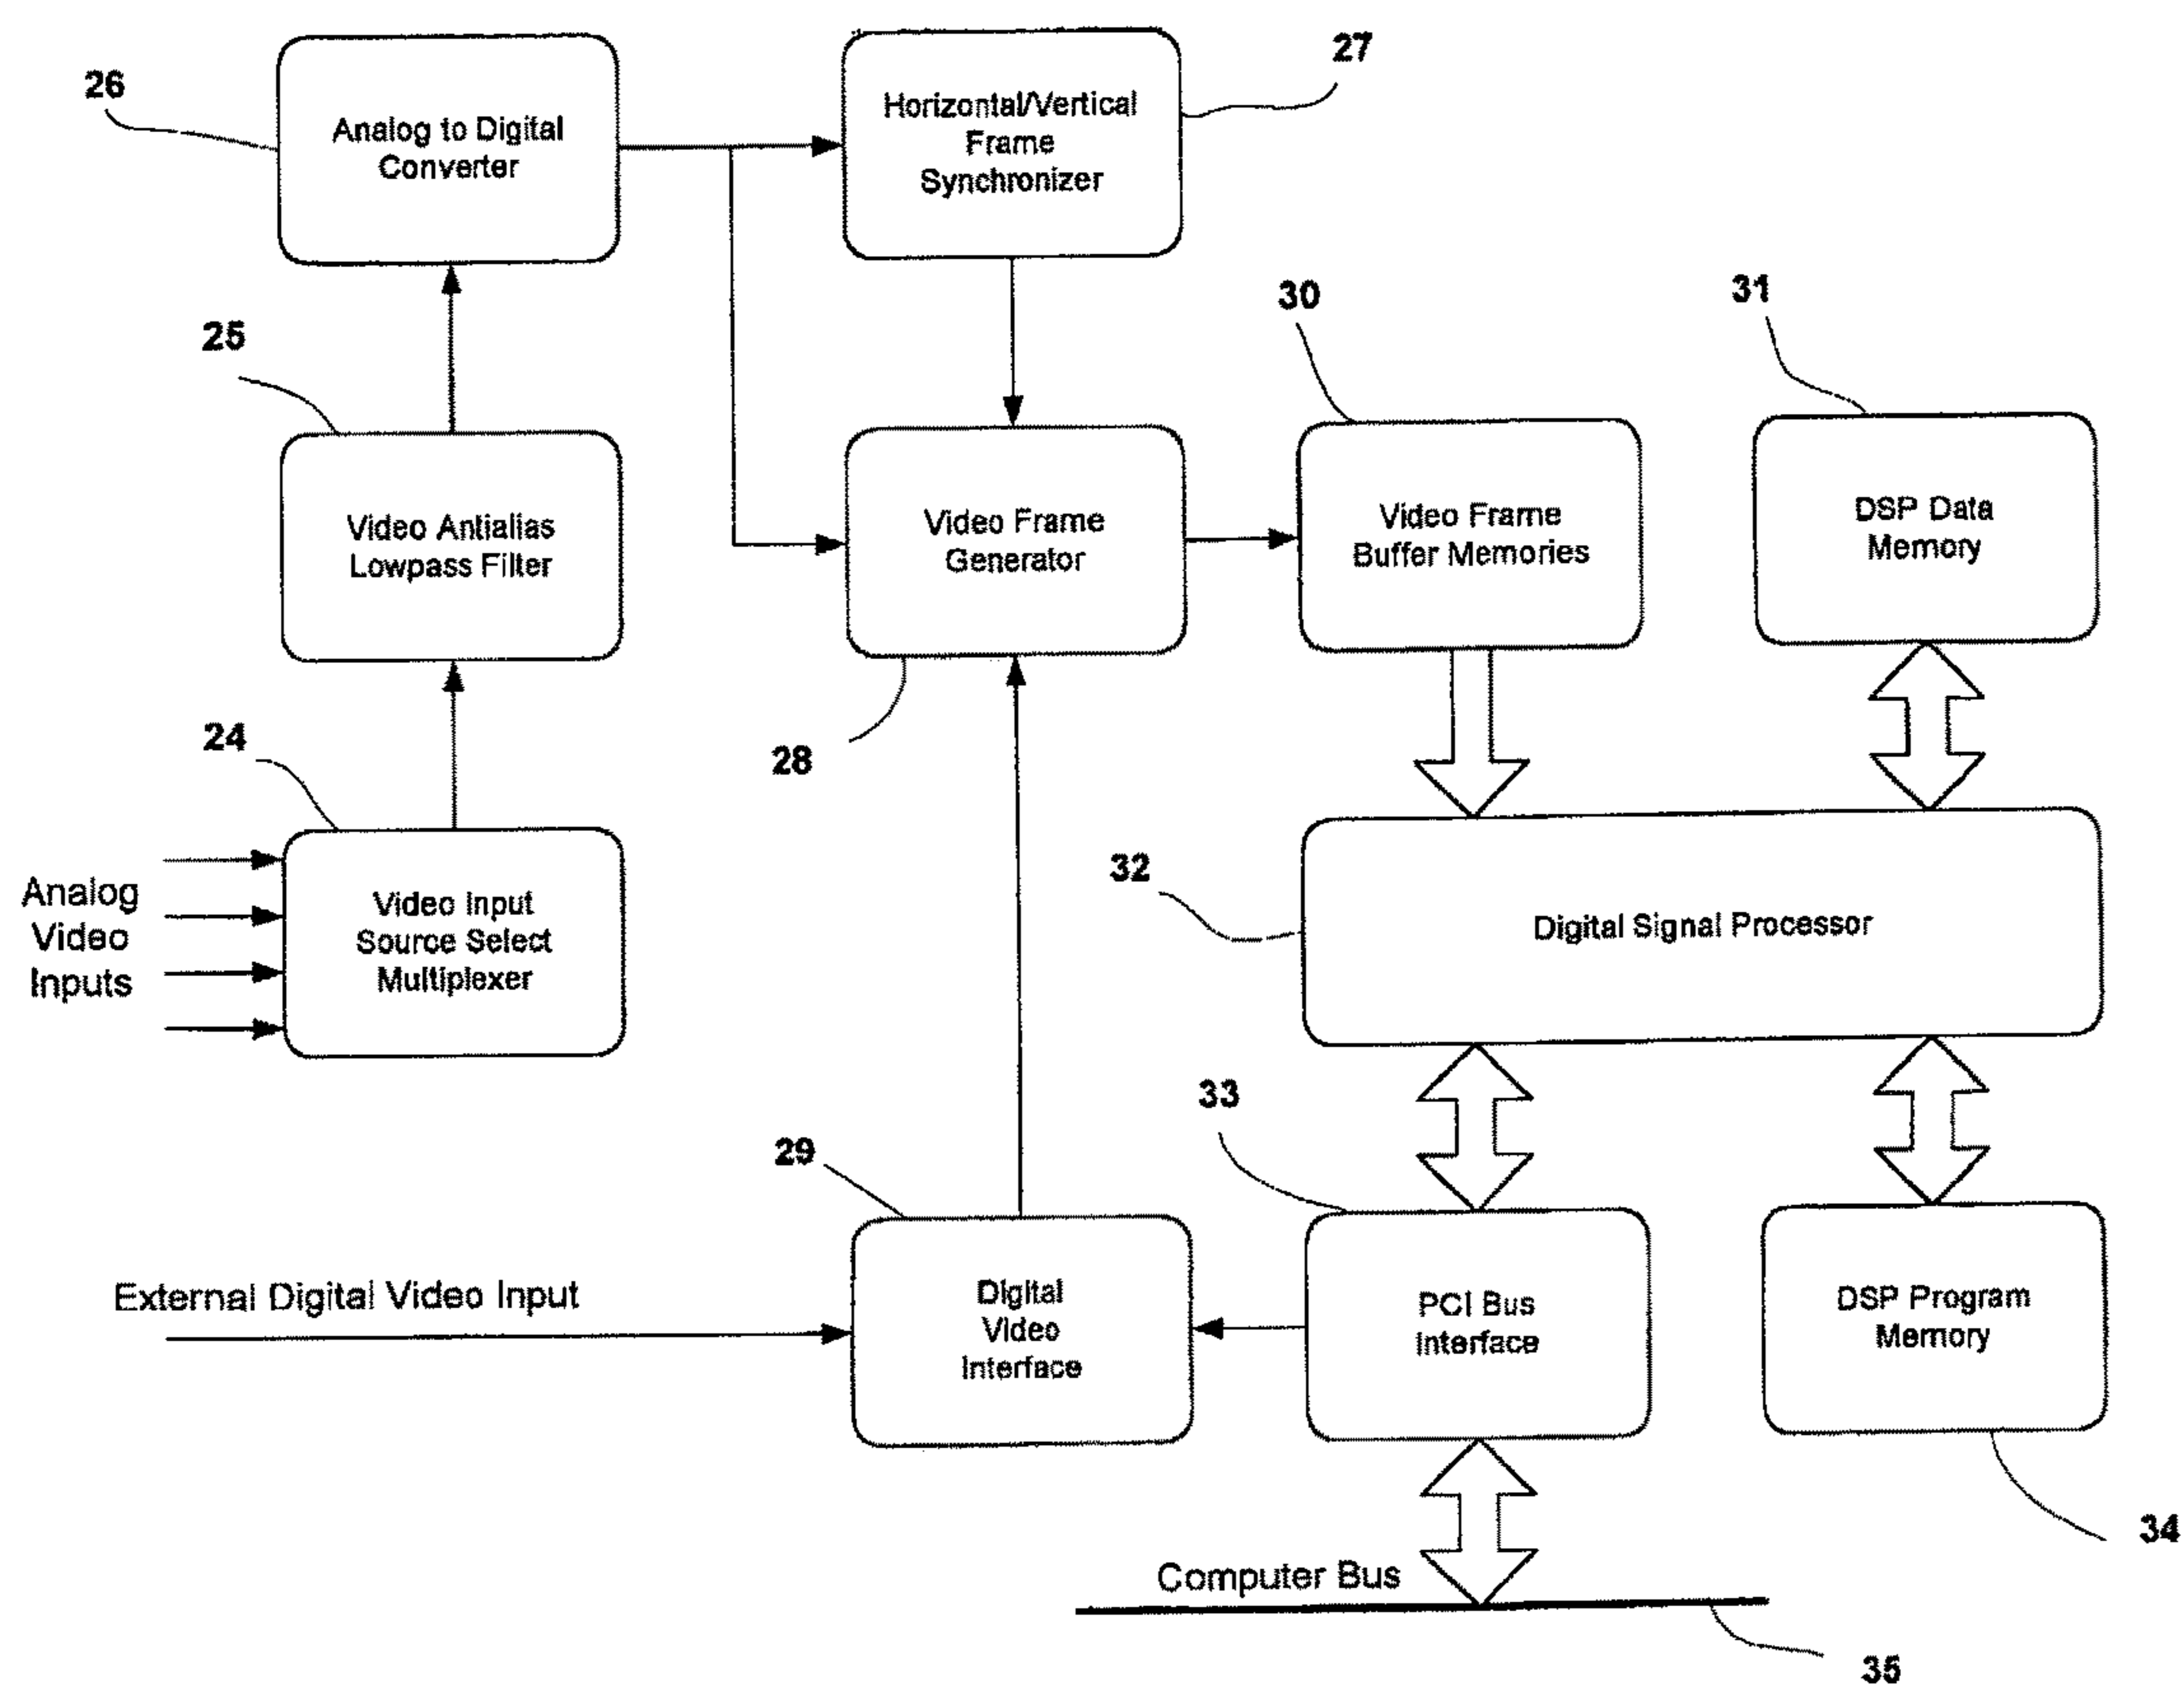 26
Analog to Digital
Converter
Horizontal/Vertical
Frame
Synchronizer
27
25
Video Antialias
Lowpass Filter
Video Frame
Generator
28
30
Video Frame
Buffer Memories
31
DSP Data
Memory
24
Analog
Video
Inputs
Video Input
Source Select
Multiplexer
32
Digital Signal Processor
29
External Digital Video Input
Digital
Video
Interface
33
PCI Bus
Interface
DSP Program
Memory
34
Computer Bus
35